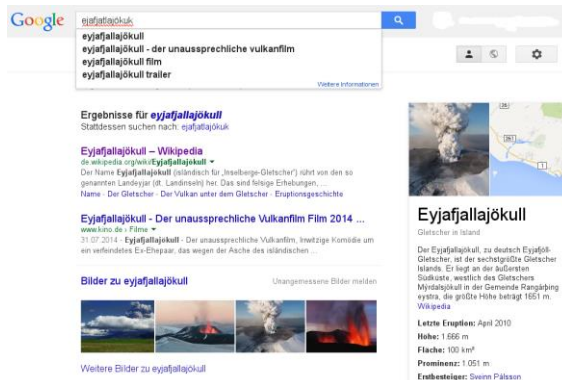 Google
ejafjatlajökuk
eyjafjallajökull
eyjafjallajökull - der unaussprechliche vulkanfilm
eyjafjallajökull film
eyjafjallajökull trailer
Weitere Informationen
Ergebnisse für eyjafjallajökull
Stattdessen suchen nach: ejafjatlajökuk
Eyjafjallajökull – Wikipedia
de.wikipedia.org/wiki/Eyjafjallajökull
Der Name Eyjafjallajökull (isländisch für „Inselberge-Gletscher“) rührt von den so
genannten Landeyjar (dt. Landinseln) her. Das sind felsige Erhebungen, ...
Name - Der Gletscher - Der Vulkan unter dem Gletscher - Eruptionsgeschichte
Eyjafjallajökull - Der unaussprechliche Vulkanfilm Film 2014 ...
www.kino.de › Filme
31.07.2014 - Eyjafjallajökull - Der unaussprechliche Vulkanfilm, Irrwitzige Komödie um
ein verfeindetes Ex-Ehepaar, das wegen der Asche des isländischen ...
Bilder zu eyjafjallajökull
Unangemessene Bilder melden
Weitere Bilder zu eyjafjallajökull
Eyjafjallajökull
Gletscher in Island
Der Eyjafjallajökull, zu deutsch Eyjafjöll-
Gletscher, ist der sechstgrößte Gletscher
Islands. Er liegt an der äußersten
Südküste, westlich des Gletschers
Mýrdalsjökull in der Gemeinde Rangárþing
eystra, die größte Höhe beträgt 1651 m.
Wikipedia
Letzte Eruption: April 2010
Höhe: 1.666 m
Fläche: 100 km²
Prominenz: 1.051 m
Erstbesteiger: Sveinn Pálsson